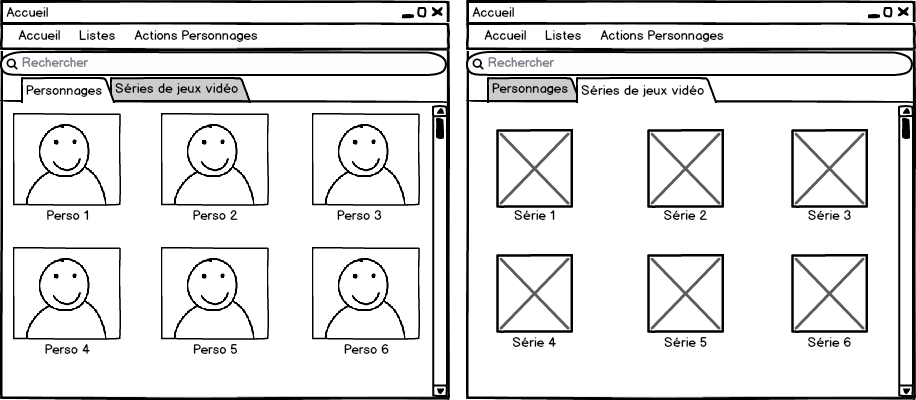 Accueil
Accueil Listes Actions Personnages
Rechercher
Personnages Séries de jeux vidéo
Perso 1 Perso 2 Perso 3
Perso 4 Perso 5 Perso 6
Accueil
Accueil Listes Actions Personnages
Rechercher
Personnages Séries de jeux vidéo
Série 1 Série 2 Série 3
Série 4 Série 5 Série 6